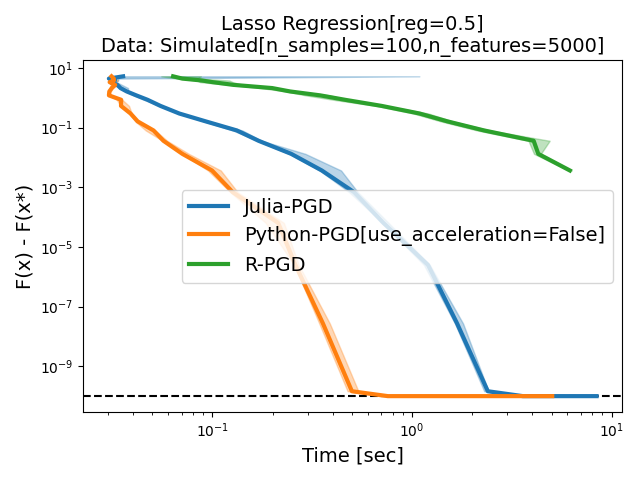 Lasso Regression[reg=0.5]
Data: Simulated[n_samples=100,n_features=5000]
F(x) - F(x*)
10^1
10^-1
10^-3
10^-5
10^-7
10^-9
Julia-PGD
Python-PGD[use_acceleration=False]
R-PGD
10^-1
10^0
10^1
Time [sec]